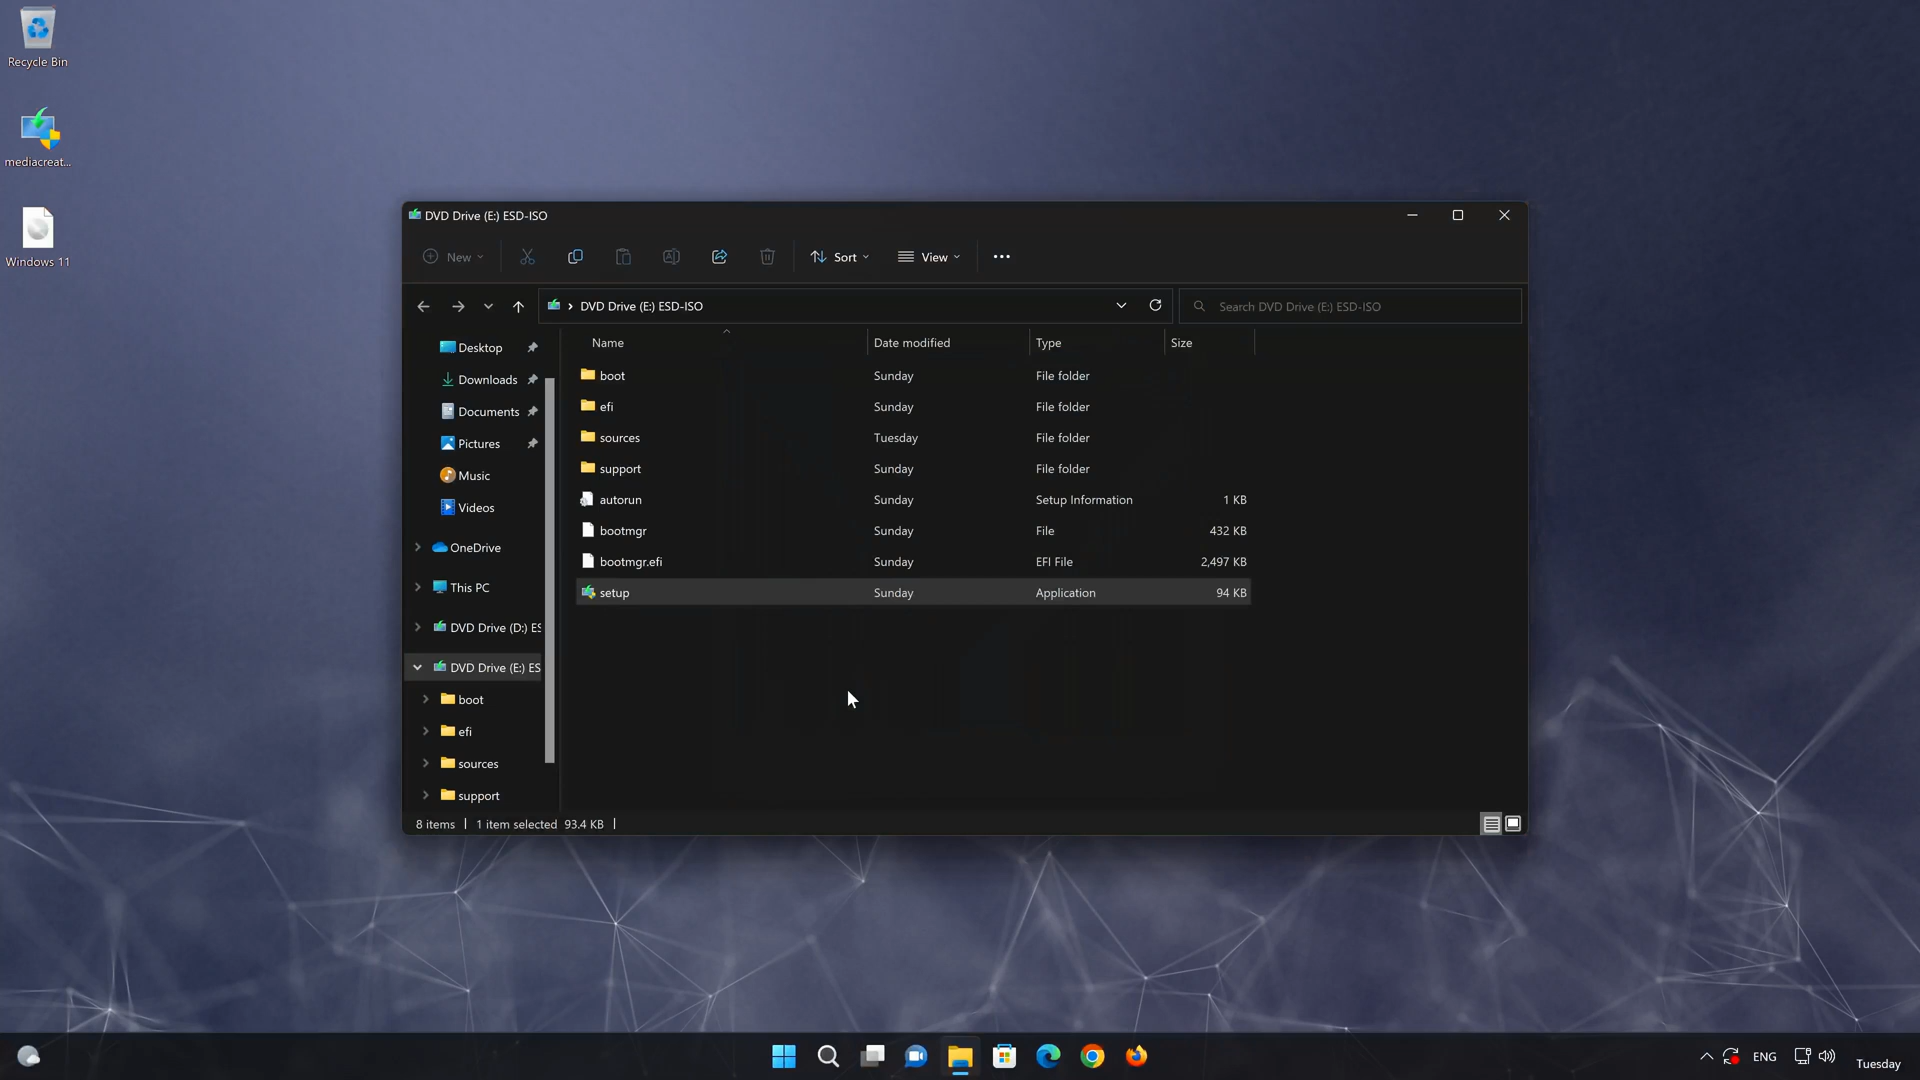 Recycle Bin
mediacreat...
Windows 11
DVD Drive (E:) ESD-ISO
New
Sort
View
DVD Drive (E:) ESD-ISO
Search DVD Drive (E:) ESD-ISO
Name Date modified Type Size
boot Sunday File folder
efi Sunday File folder
sources Tuesday File folder
support Sunday File folder
autorun Sunday Setup Information 1 KB
bootmgr Sunday File 432 KB
bootmgr.efi Sunday EFI File 2,497 KB
setup Sunday Application 94 KB
Desktop
Downloads
Documents
Pictures
Music
Videos
OneDrive
This PC
DVD Drive (D:) ES
DVD Drive (E:) ES
boot
efi
sources
support
8 items 1 item selected 93.4 KB
ENG
Tuesday